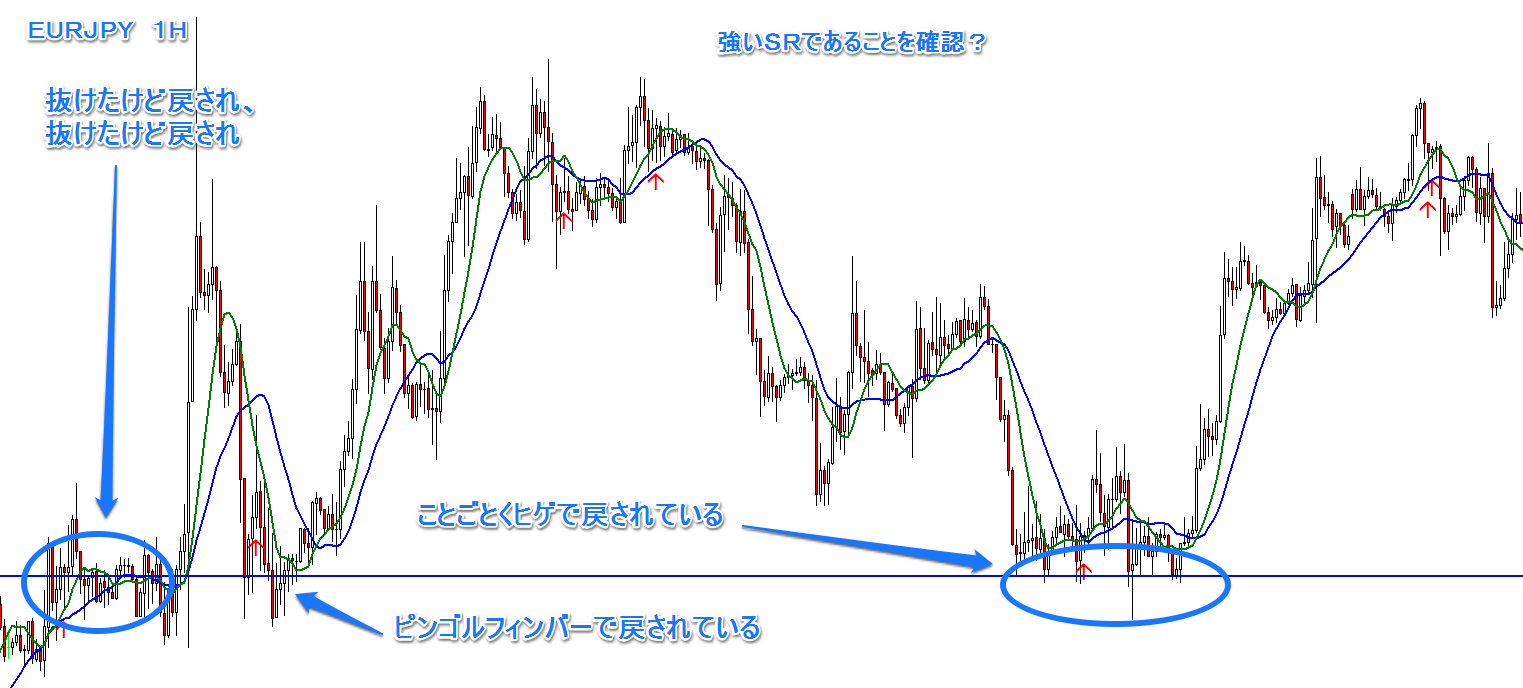 EURJPY 1H
強いSRであることを確認？
抜けたけど戻され、
抜けたけど戻され
ことごとくヒゲで戻されている
ピンゴルフィンバーで戻されている